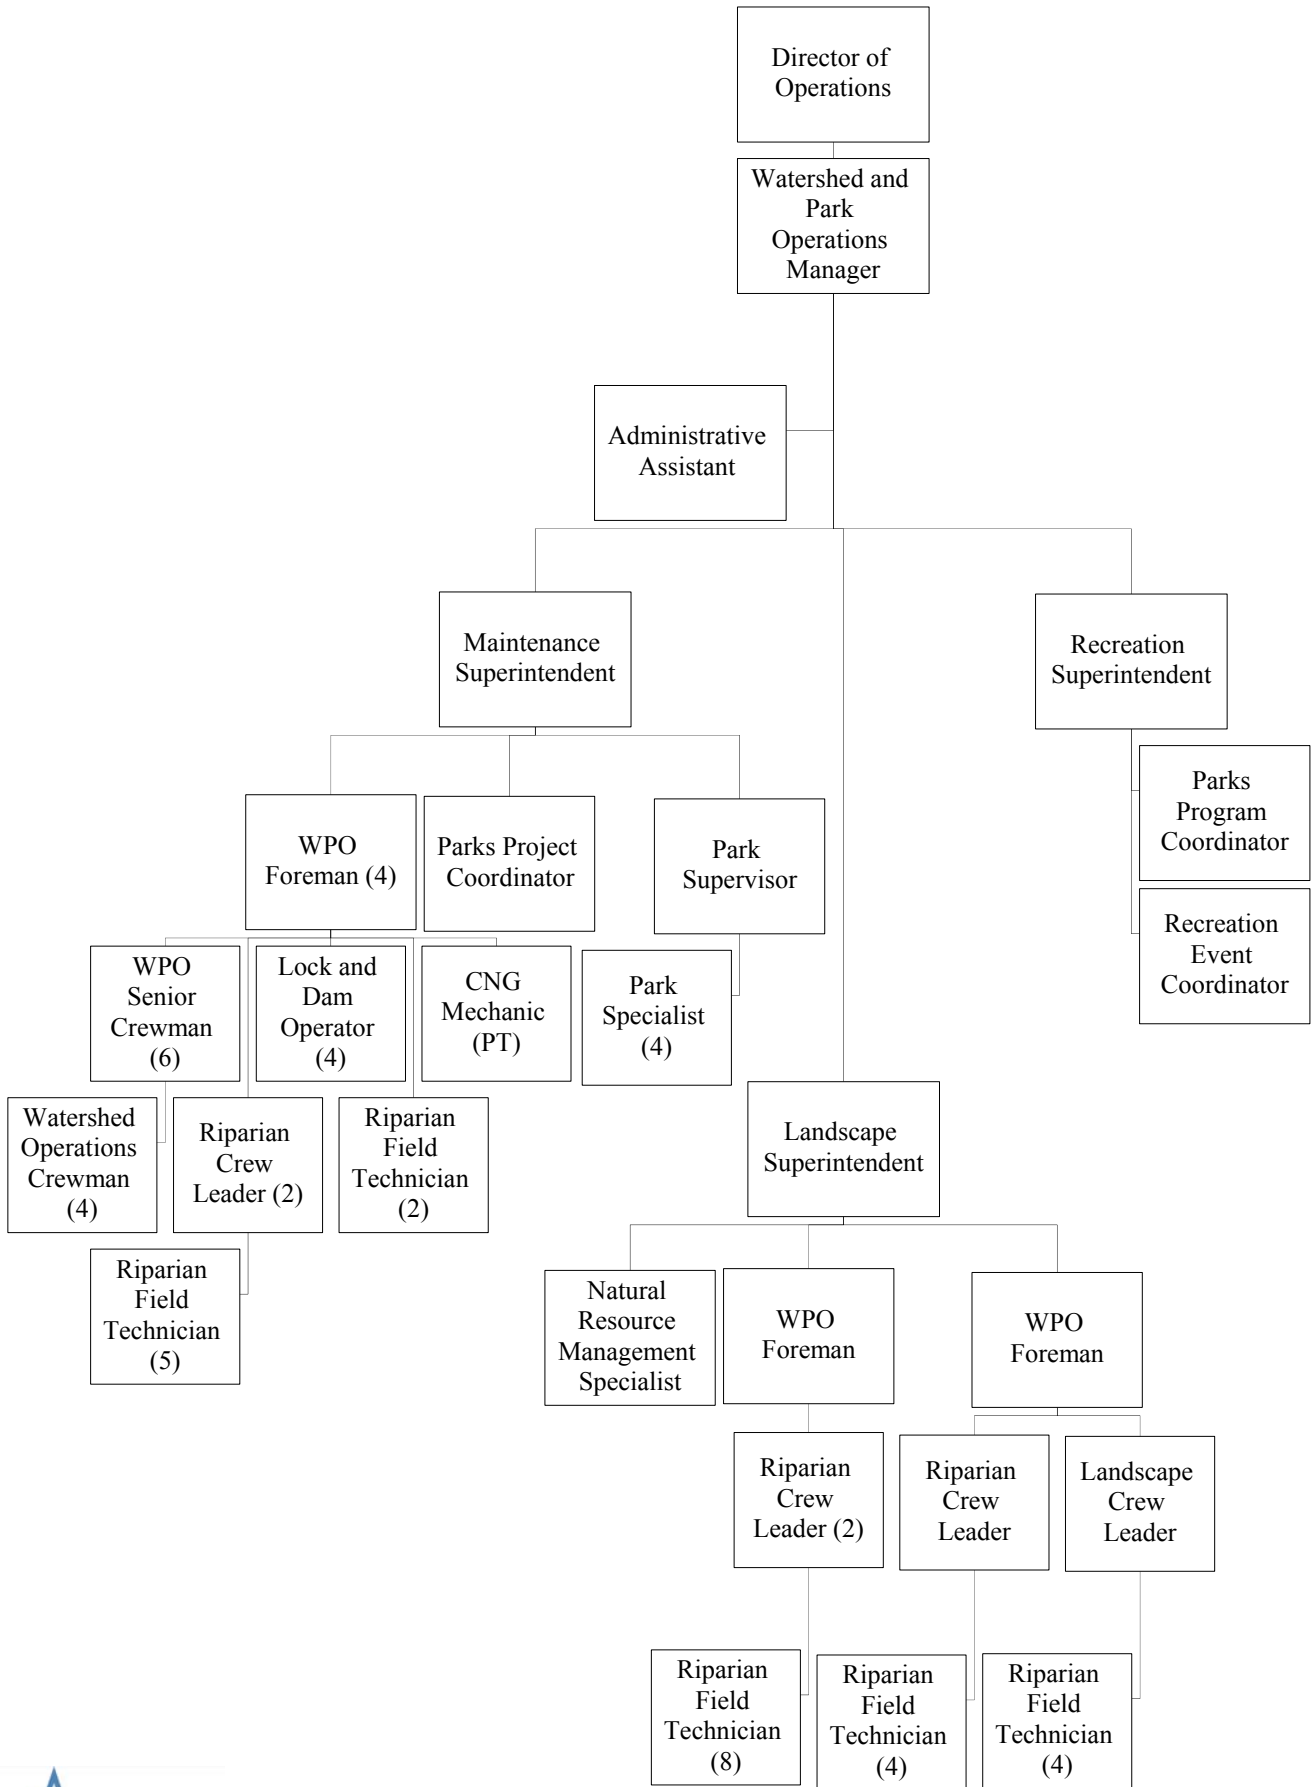 Director of
Operations
Watershed and
Park
Operations
Manager
Administrative
Assistant
Maintenance
Superintendent
Recreation
Superintendent
Parks
Program
Coordinator
Recreation
Event
Coordinator
WPO
Foreman (4)
Parks Project
Coordinator
Park
Supervisor
WPO
Senior
Crewman
(6)
Lock and
Dam
Operator
(4)
CNG
Mechanic
(PT)
Park
Specialist
(4)
Watershed
Operations
Crewman
(4)
Riparian
Crew
Leader (2)
Riparian
Field
Technician
(2)
Riparian
Field
Technician
(5)
Landscape
Superintendent
Natural
Resource
Management
Specialist
WPO
Foreman
WPO
Foreman
Riparian
Crew
Leader (2)
Riparian
Crew
Leader
Landscape
Crew
Leader
Riparian
Field
Technician
(8)
Riparian
Field
Technician
(4)
Riparian
Field
Technician
(4)